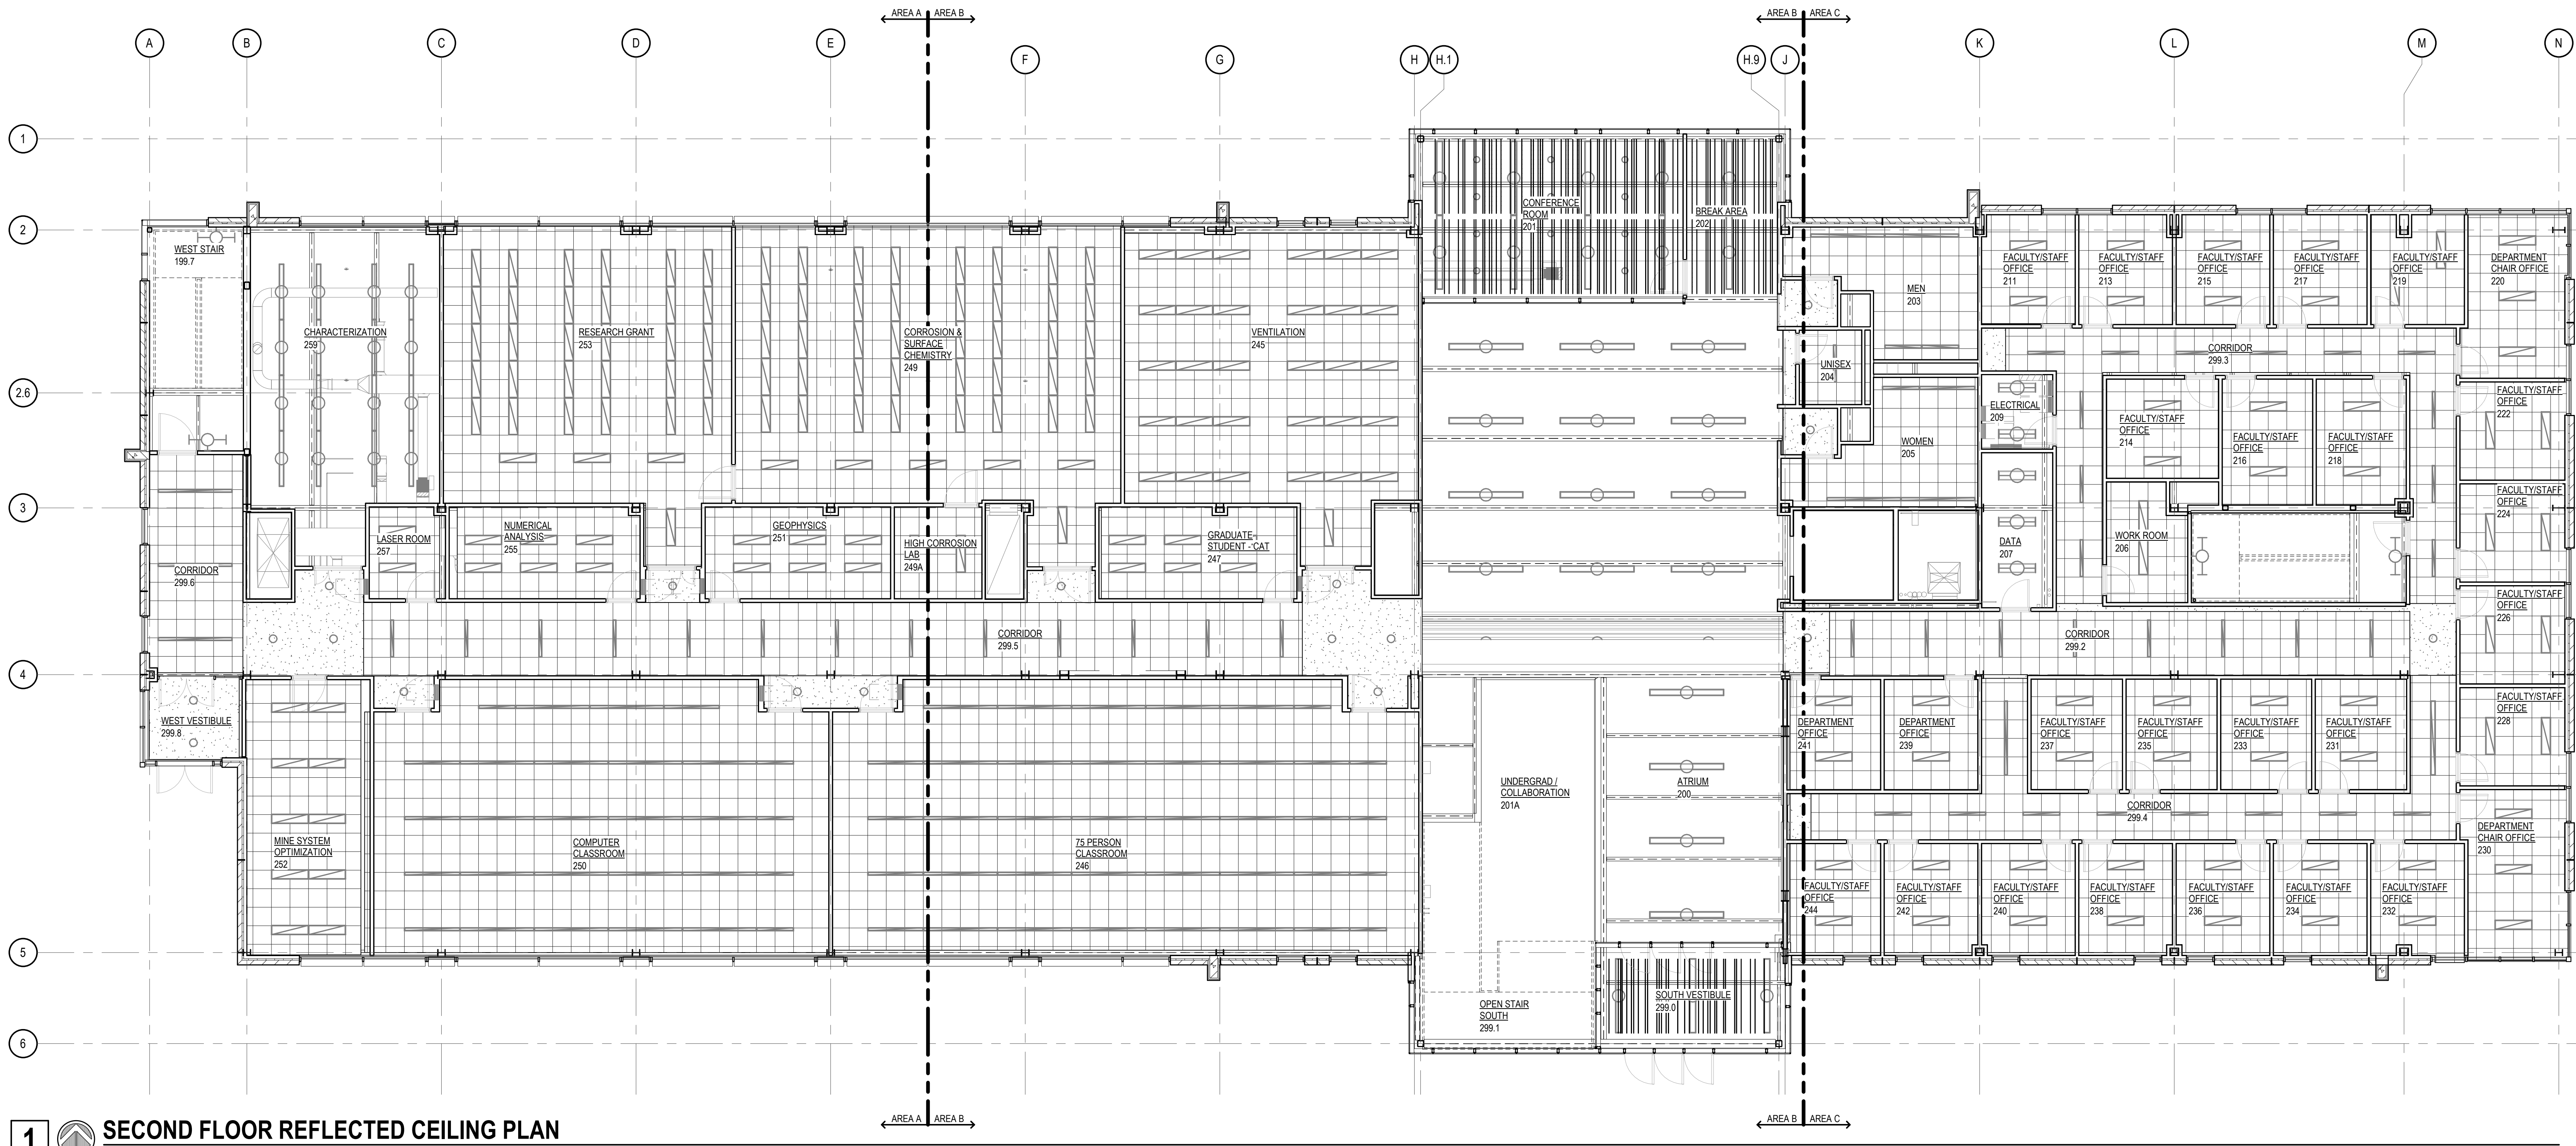 AREA A AREA B
AREA B AREA C
A
B
C
D
E
F
G
H
H.1
H.9
J
K
L
M
N
1
2
2.6
3
4
5
6
WEST STAIR
199.7
CHARACTERIZATION
259
RESEARCH GRANT
253
CORROSION &
SURFACE
CHEMISTRY
249
VENTILATION
245
CONFERENCE
ROOM
201
BREAK AREA
202
MEN
203
UNISEX
204
WOMEN
205
FACULTY/STAFF
OFFICE
211
FACULTY/STAFF
OFFICE
213
FACULTY/STAFF
OFFICE
215
FACULTY/STAFF
OFFICE
217
FACULTY/STAFF
OFFICE
219
DEPARTMENT
CHAIR OFFICE
220
CORRIDOR
299.3
ELECTRICAL
209
FACULTY/STAFF
OFFICE
214
FACULTY/STAFF
OFFICE
216
FACULTY/STAFF
OFFICE
218
FACULTY/STAFF
OFFICE
222
FACULTY/STAFF
OFFICE
224
CORRIDOR
299.6
LASER ROOM
257
NUMERICAL
ANALYSIS
255
GEOPHYSICS
251
HIGH CORROSION
LAB
249A
GRADUATE
STUDENT - CAT
247
DATA
207
WORK ROOM
206
FACULTY/STAFF
OFFICE
226
CORRIDOR
299.5
CORRIDOR
299.2
WEST VESTIBULE
299.8
DEPARTMENT
OFFICE
241
DEPARTMENT
OFFICE
239
FACULTY/STAFF
OFFICE
237
FACULTY/STAFF
OFFICE
235
FACULTY/STAFF
OFFICE
233
FACULTY/STAFF
OFFICE
231
FACULTY/STAFF
OFFICE
228
MINE SYSTEM
OPTIMIZATION
252
COMPUTER
CLASSROOM
250
75 PERSON
CLASSROOM
246
UNDERGRAD /
COLLABORATION
201A
ATRIUM
200
CORRIDOR
299.4
DEPARTMENT
CHAIR OFFICE
230
FACULTY/STAFF
OFFICE
244
FACULTY/STAFF
OFFICE
242
FACULTY/STAFF
OFFICE
240
FACULTY/STAFF
OFFICE
238
FACULTY/STAFF
OFFICE
236
FACULTY/STAFF
OFFICE
234
FACULTY/STAFF
OFFICE
232
OPEN STAIR
SOUTH
299.1
SOUTH VESTIBULE
299.0
AREA A AREA B
AREA B AREA C
1
SECOND FLOOR REFLECTED CEILING PLAN